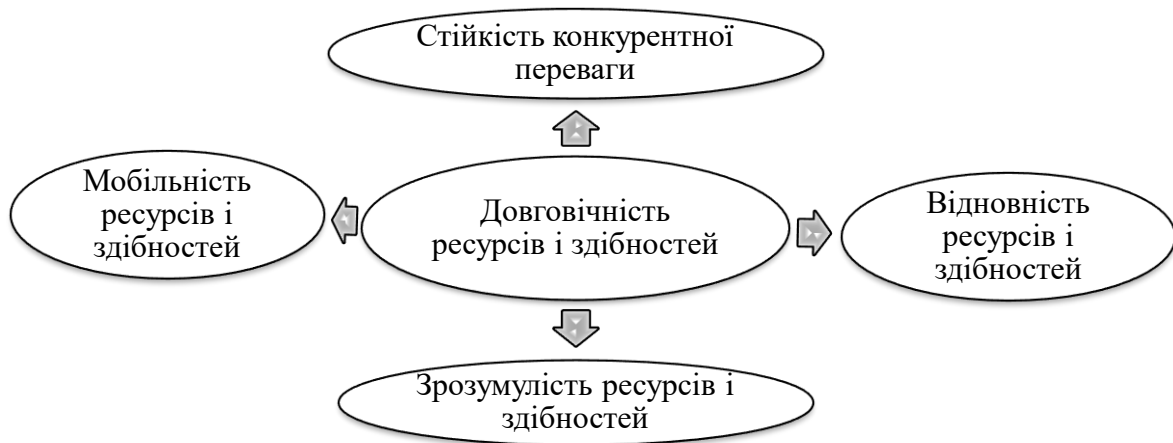 Стійкість конкурентної
переваги
Мобільність
ресурсів і
здібностей
Довговічність
ресурсів і здібностей
Відновність
ресурсів і
здібностей
Зрозумулість ресурсів і
здібностей